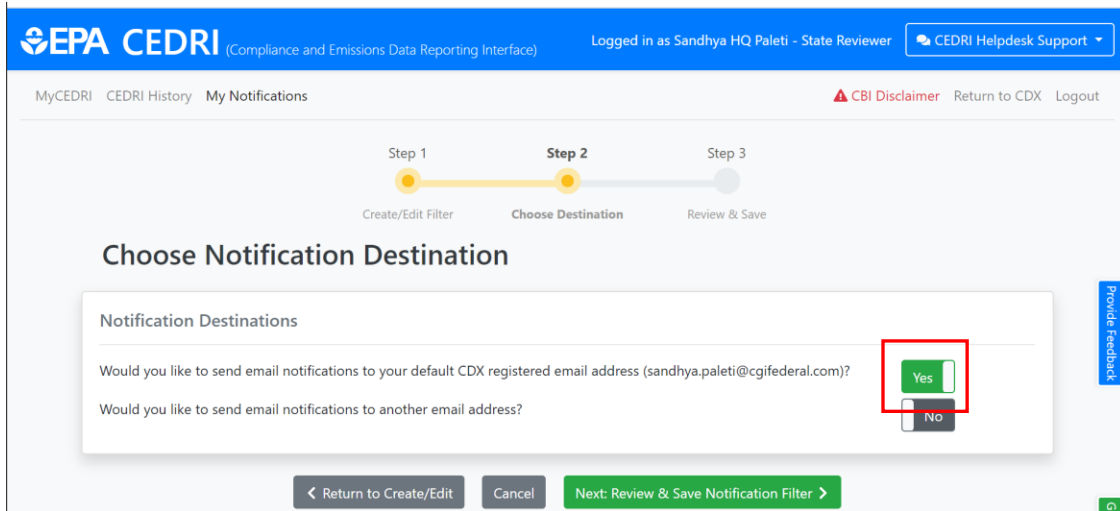 EPA CEDRI (Compliance and Emissions Data Reporting Interface) Logged in as Sandhya HQ Paleti - State Reviewer CEDRI Helpdesk Support
MyCEDRI CEDRI History My Notifications CBI Disclaimer Return to CDX Logout
Step 1 Step 2 Step 3
Create/Edit Filter Choose Destination Review & Save
Choose Notification Destination
Provide Feedback
Notification Destinations
Would you like to send email notifications to your default CDX registered email address (sandhya.paleti@cgifederal.com)? Yes
Would you like to send email notifications to another email address? No
Return to Create/Edit Cancel Next: Review & Save Notification Filter